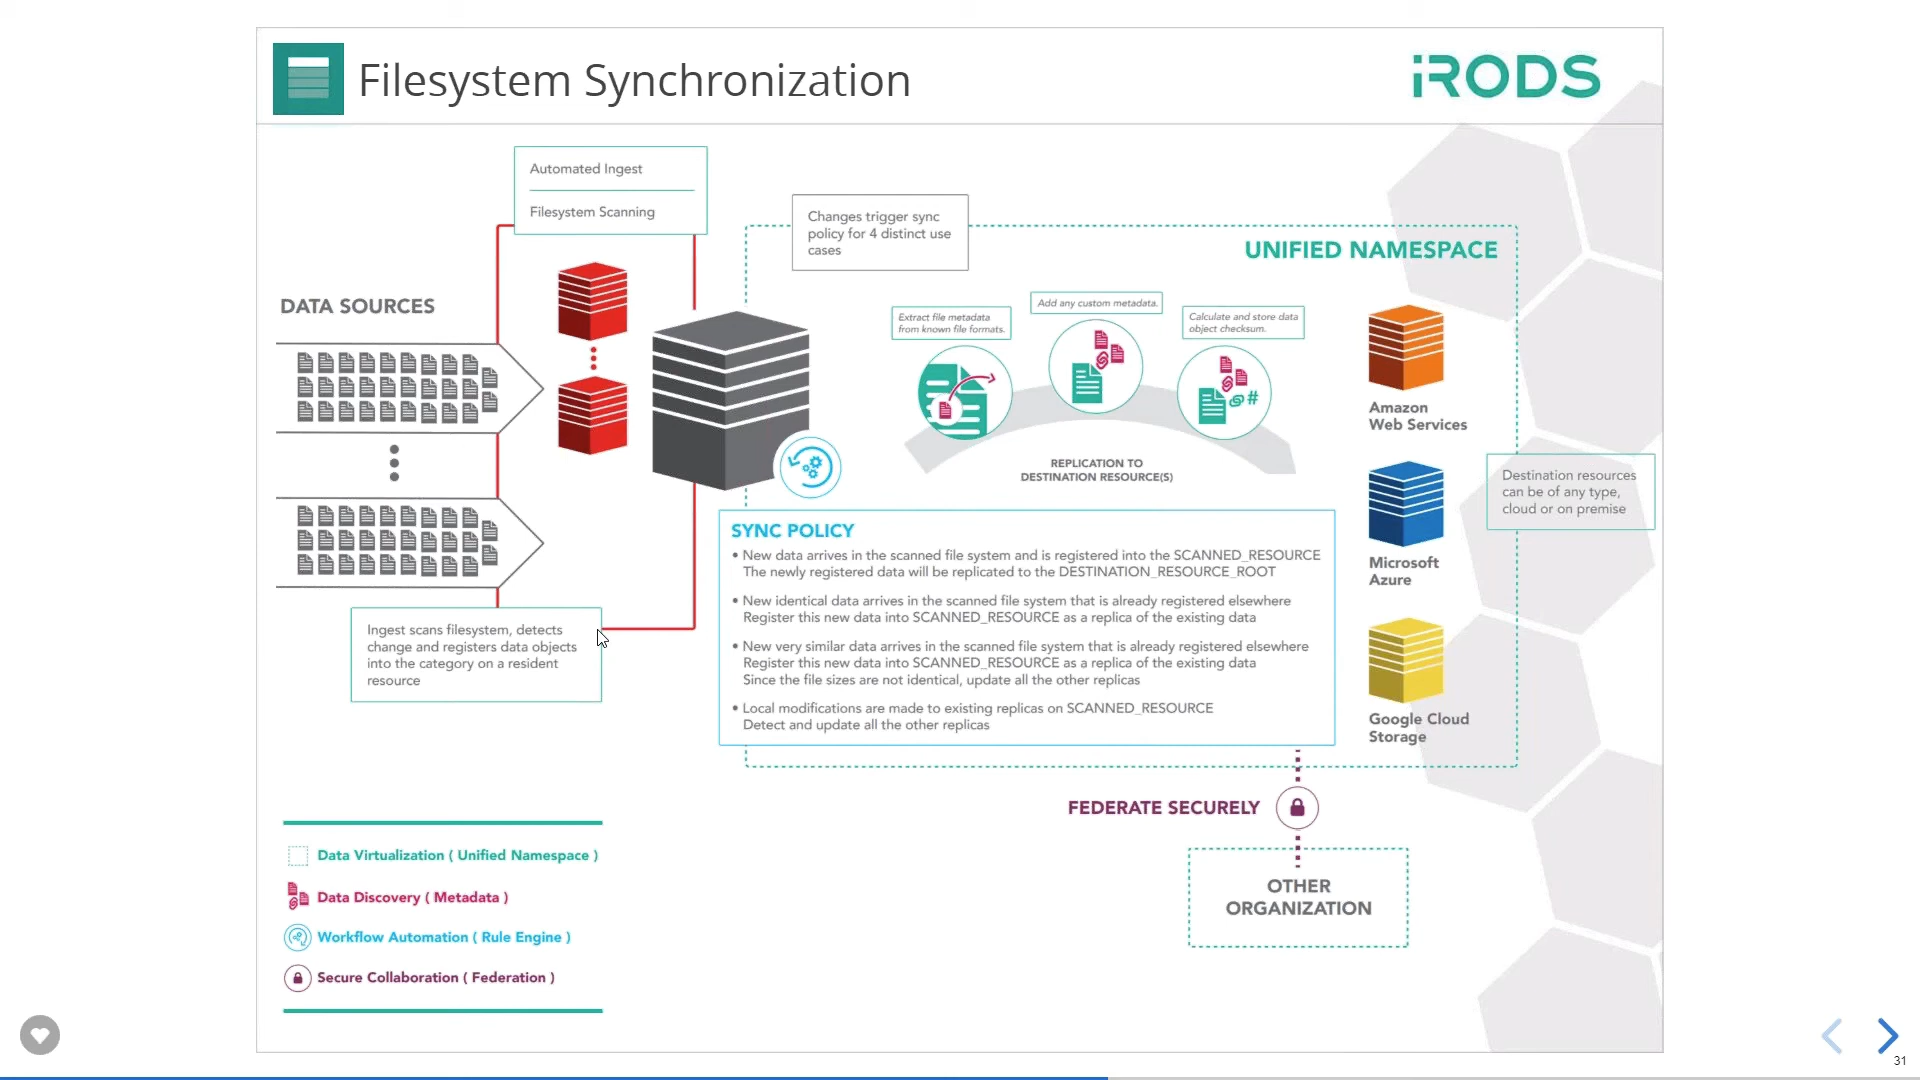 Filesystem Synchronization
iRODS
Automated Ingest
Filesystem Scanning
Changes trigger sync
policy for 4 distinct use
cases
UNIFIED NAMESPACE
DATA SOURCES
Extract file metadata
from known file formats.
Add any custom metadata.
Calculate and store data
object checksum.
#
REPLICATION TO
DESTINATION RESOURCE(S)
Amazon
Web Services
Microsoft
Azure
Google Cloud
Storage
Destination resources
can be of any type,
cloud or on premise
SYNC POLICY
• New data arrives in the scanned file system and is registered into the SCANNED_RESOURCE
The newly registered data will be replicated to the DESTINATION_RESOURCE_ROOT
• New identical data arrives in the scanned file system that is already registered elsewhere
Register this new data into SCANNED_RESOURCE as a replica of the existing data
• New very similar data arrives in the scanned file system that is already registered elsewhere
Register this new data into SCANNED_RESOURCE as a replica of the existing data
Since the file sizes are not identical, update all the other replicas
• Local modifications are made to existing replicas on SCANNED_RESOURCE
Detect and update all the other replicas
Ingest scans filesystem, detects
change and registers data objects
into the category on a resident
resource
FEDERATE SECURELY
OTHER
ORGANIZATION
Data Virtualization ( Unified Namespace )
Data Discovery ( Metadata )
Workflow Automation ( Rule Engine )
Secure Collaboration ( Federation )
31